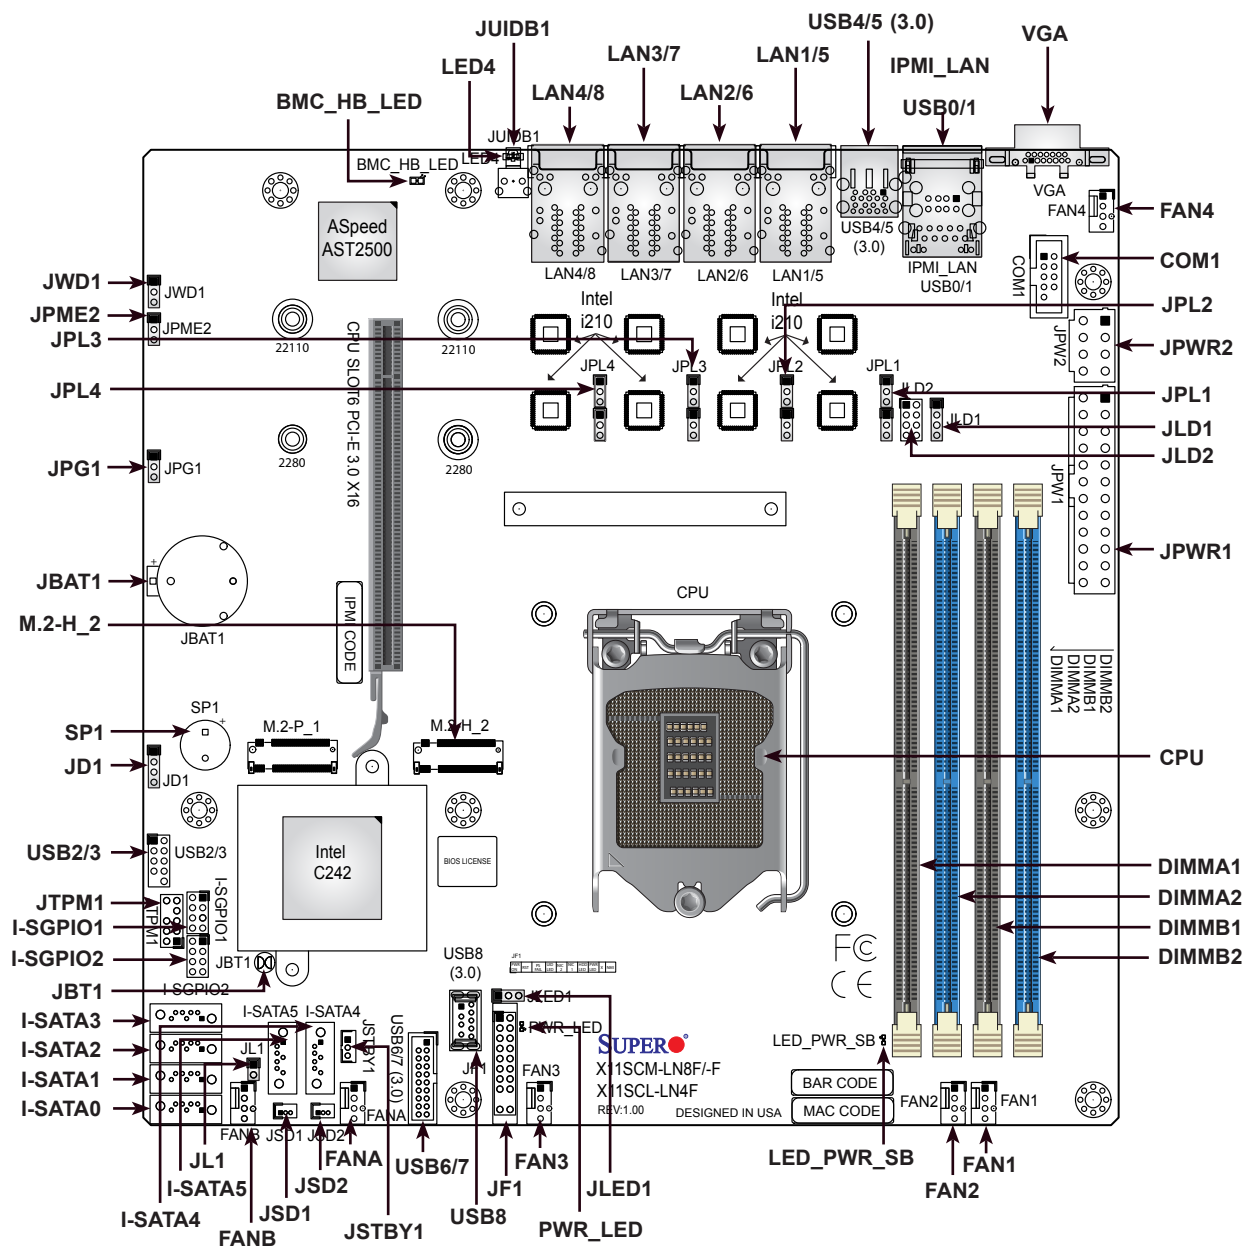 USB4/5 (3.0)
VGA
JUIDB1
LAN3/7
LAN1/5
LED4
IPMI_LAN
BMC_HB_LED
LAN4/8
LAN2/6
USB0/1
JUIDB1
LED4
BMC_HB_LED
VGA
FAN4
FAN4
ASpeed
AST2500
USB4/5
(3.0)
LAN4/8
LAN3/7
LAN2/6
LAN1/5
IPMI_LAN
USB0/1
COM1
COM1
JWD1
JWD1
JPME2
JPME2
JPL3
22110
22110
Intel
i210
Intel
i210
JPL2
JPW2
JPWR2
CPU SLOT6 PCI-E 3.0 X16
JPL4
JPL4
JPL3
JPL2
JPL1
JPL1
JLD2
JLD1
JLD1
JLD2
2280
2280
JPG1
JPG1
JPW1
JPWR1
JBAT1
JBAT1
+
IPMI CODE
CPU
M.2-H_2
DIMMA1
DIMMA2
DIMMB1
DIMMB2
SP1
+
SP1
M.2-P_1
M.2-H_2
JD1
JD1
CPU
USB2/3
USB2/3
Intel
C242
BIOS LICENSE
DIMMA1
JTPM1
JTPM1
I-SGPIO1
I-SGPIO1
DIMMA2
DIMMB1
I-SGPIO2
I-SGPIO2
JBT1
DIMMB2
FC
CE
USB8
(3.0)
JF1
JBT1
JLED1
I-SATA3
I-SATA5
I-SATA4
JSTBY1
USB6/7 (3.0)
PWR_LED
LED_PWR_SB
I-SATA2
SUPER
JL1
JF1
FAN3
X11SCM-LN8F/-F
X11SCL-LN4F
REV:1.00
DESIGNED IN USA
BAR CODE
MAC CODE
I-SATA1
I-SATA0
FAN2
FAN1
FANB
JSD1
JSD2
FANA
JL1
FANA
USB6/7
FAN3
LED_PWR_SB
FAN1
I-SATA5
JSD2
JF1
JLED1
FAN2
I-SATA4
JSD1
USB8
FANB
JSTBY1
PWR_LED